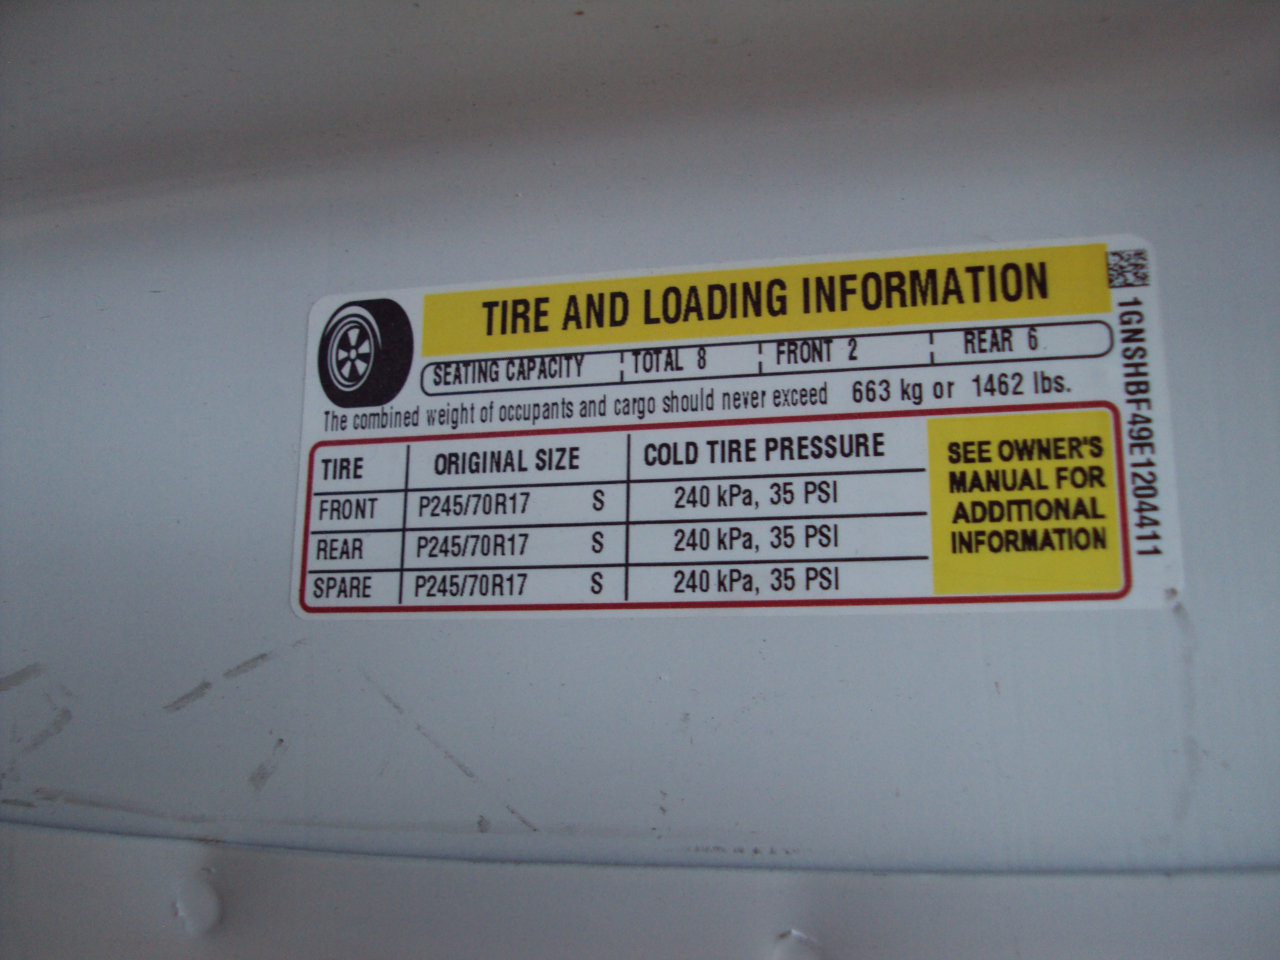 TIRE AND LOADING INFORMATION
SEATING CAPACITY TOTAL 8 FRONT 2 REAR 6
The combined weight of occupants and cargo should never exceed 663 kg or 1462 lbs.
TIRE ORIGINAL SIZE COLD TIRE PRESSURE
FRONT P245/70R17 S 240 kPa, 35 PSI
REAR P245/70R17 S 240 kPa, 35 PSI
SPARE P245/70R17 S 240 kPa, 35 PSI
SEE OWNER'S
MANUAL FOR
ADDITIONAL
INFORMATION
1GNSHBF49E1204411